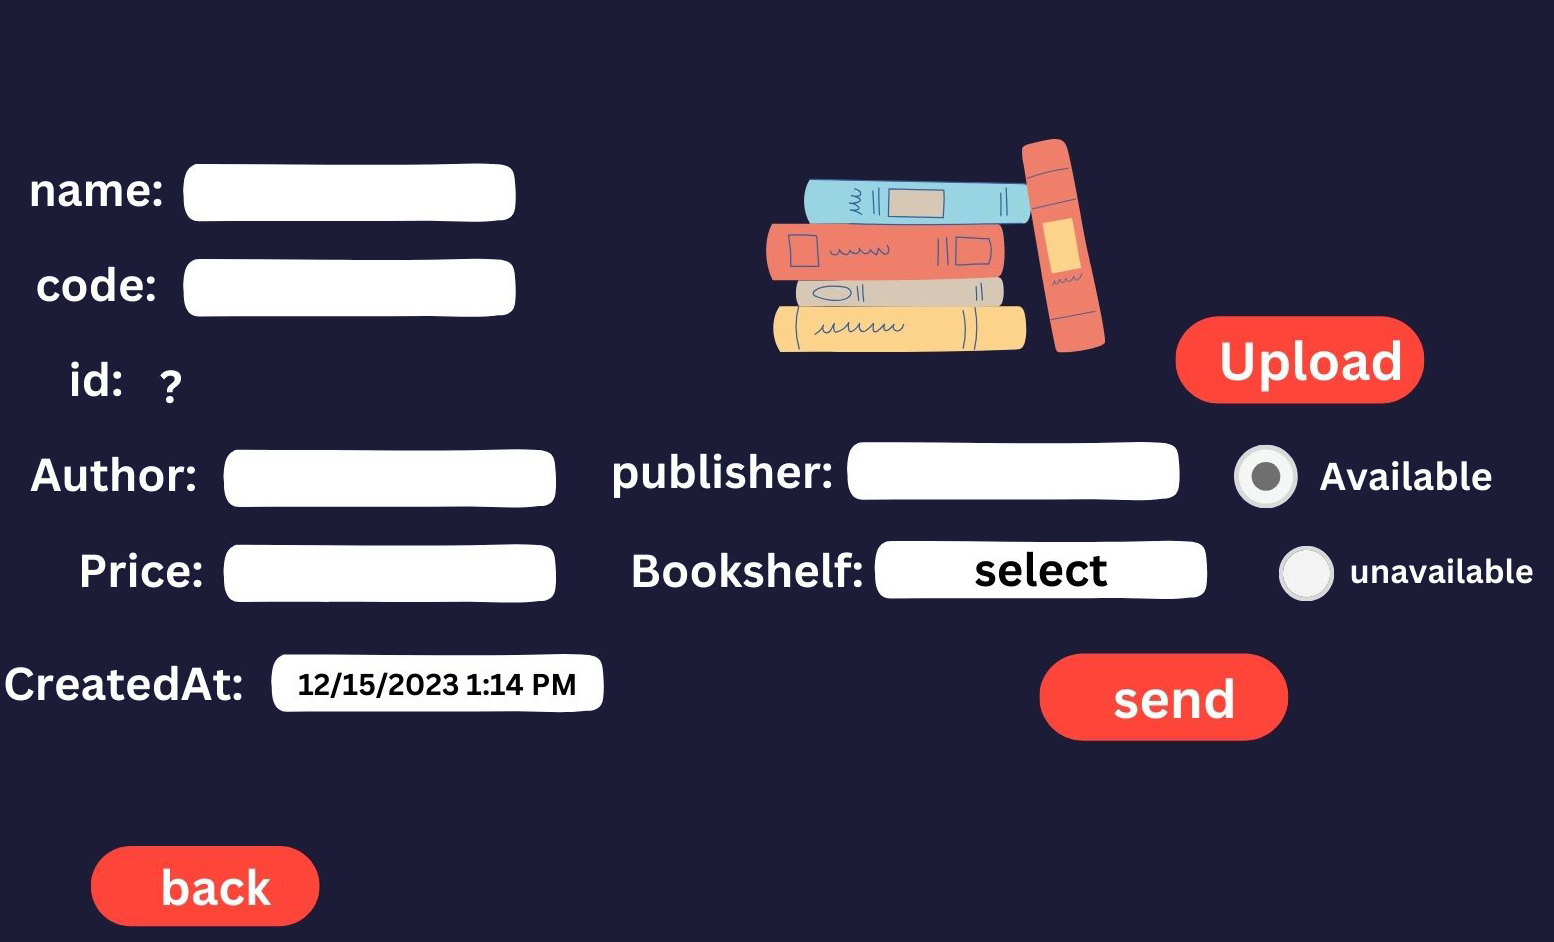 name:
code:
id: ?
Upload
Author:
publisher:
Available
Price:
Bookshelf: select
unavailable
CreatedAt: 12/15/2023 1:14 PM
send
back